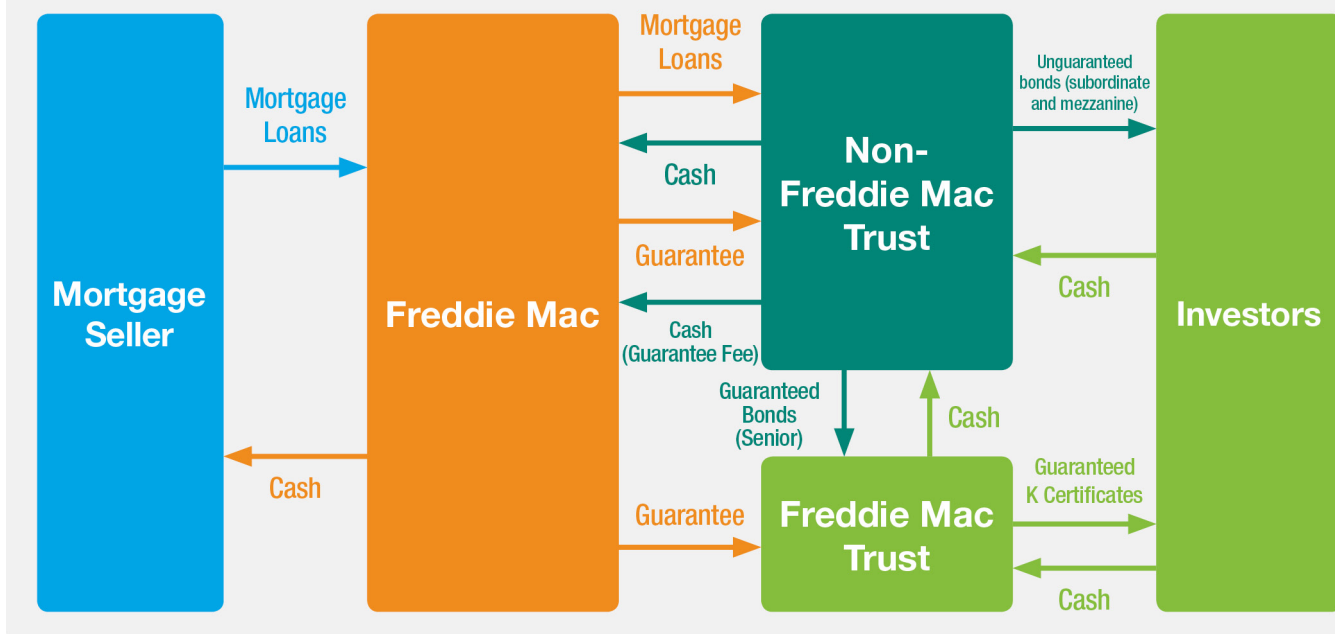 Mortgage
Seller
Mortgage
Loans
Cash
Freddie Mac
Mortgage
Loans
Cash
Guarantee
Cash
(Guarantee Fee)
Guarantee
Non-
Freddie Mac
Trust
Guaranteed
Bonds
(Senior)
Cash
Freddie Mac
Trust
Unguaranteed
bonds (subordinate
and mezzanine)
Cash
Guaranteed
K Certificates
Cash
Investors